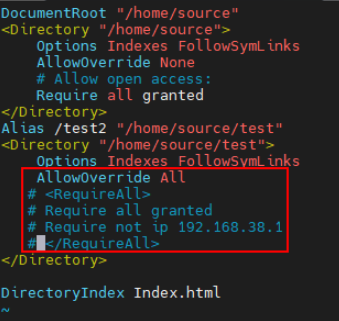 DocumentRoot "/home/source"
<Directory "/home/source">
    Options Indexes FollowSymLinks
    AllowOverride None
    # Allow open access:
    Require all granted
</Directory>
Alias /test2 "/home/source/test"
<Directory "/home/source/test">
    Options Indexes FollowSymLinks
    AllowOverride All
   # <RequireAll>
   # Require all granted
   # Require not ip 192.168.38.1
   # </RequireAll>
</Directory>
DirectoryIndex Index.html
~